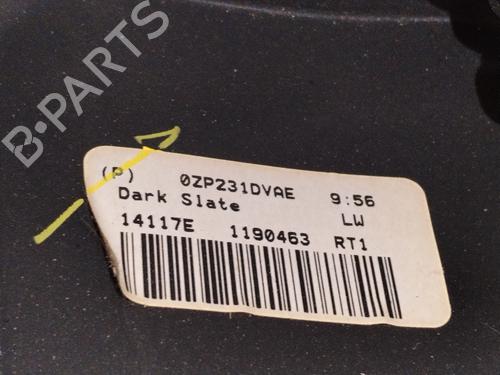 B-PARTS
(P) 0ZP231DVAE 9:56
Dark Slate LW
14117E 1190463 RT1